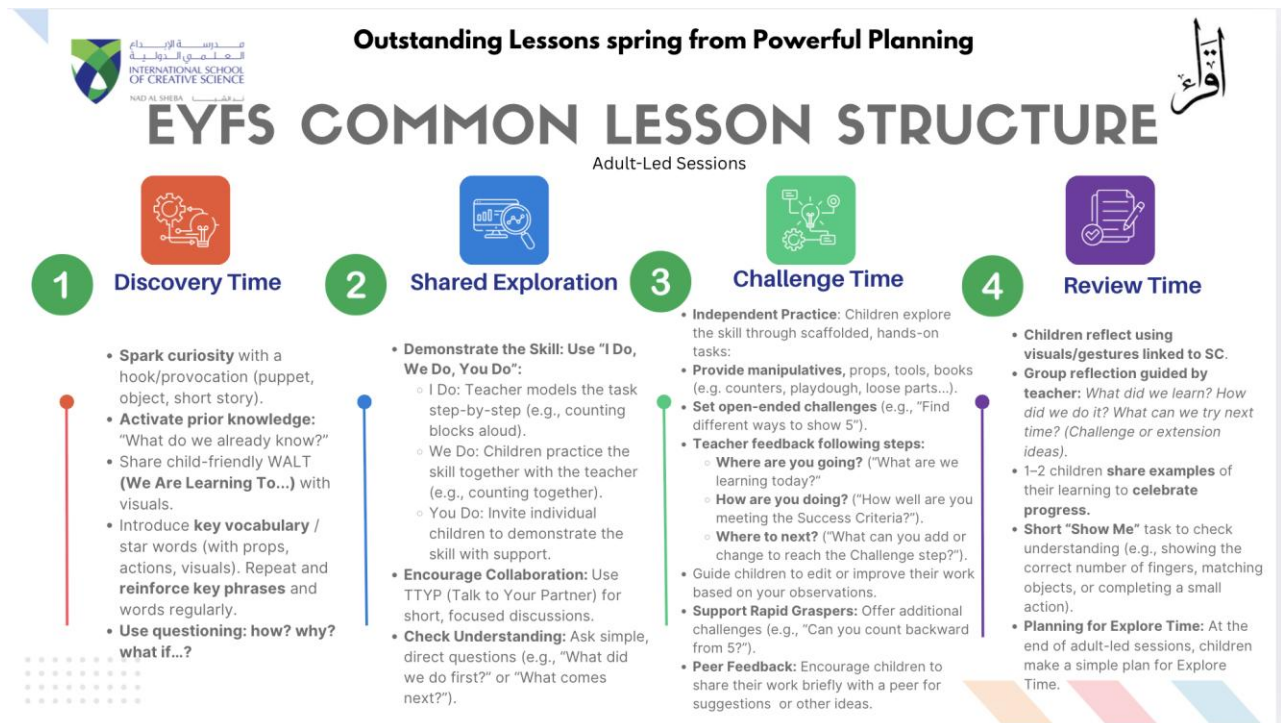 Outstanding Lessons spring from Powerful Planning
مـــدرســـة الإبـــداع
الـعـلـمـي الـدولـيـة
INTERNATIONAL SCHOOL
OF CREATIVE SCIENCE
NAD AL SHEBA نــد الشبــا
اقرأ
EYFS COMMON LESSON STRUCTURE
Adult-Led Sessions
1
Discovery Time
• Spark curiosity with a
hook/provocation (puppet,
object, short story).
• Activate prior knowledge:
“What do we already know?”
• Share child-friendly WALT
(We Are Learning To...) with
visuals.
• Introduce key vocabulary /
star words (with props,
actions, visuals). Repeat and
reinforce key phrases and
words regularly.
• Use questioning: how? why?
what if...?
2
Shared Exploration
• Demonstrate the Skill: Use “I Do,
We Do, You Do”:
○ I Do: Teacher models the task
step-by-step (e.g., counting
blocks aloud).
○ We Do: Children practice the
skill together with the teacher
(e.g., counting together).
○ You Do: Invite individual
children to demonstrate the
skill with support.
• Encourage Collaboration: Use
TTYP (Talk to Your Partner) for
short, focused discussions.
• Check Understanding: Ask simple,
direct questions (e.g., “What did
we do first?” or “What comes
next?”).
3
Challenge Time
• Independent Practice: Children explore
the skill through scaffolded, hands-on
tasks:
• Provide manipulatives, props, tools, books
(e.g. counters, playdough, loose parts...).
• Set open-ended challenges (e.g., “Find
different ways to show 5”).
• Teacher feedback following steps:
○ Where are you going? (“What are we
learning today?”
○ How are you doing? (“How well are you
meeting the Success Criteria?”).
○ Where to next? (“What can you add or
change to reach the Challenge step?”).
• Guide children to edit or improve their work
based on your observations.
• Support Rapid Graspers: Offer additional
challenges (e.g., “Can you count backward
from 5?”).
• Peer Feedback: Encourage children to
share their work briefly with a peer for
suggestions or other ideas.
4
Review Time
• Children reflect using
visuals/gestures linked to SC.
• Group reflection guided by
teacher: What did we learn? How
did we do it? What can we try next
time? (Challenge or extension
ideas).
• 1–2 children share examples of
their learning to celebrate
progress.
• Short “Show Me” task to check
understanding (e.g., showing the
correct number of fingers, matching
objects, or completing a small
action).
• Planning for Explore Time: At the
end of adult-led sessions, children
make a simple plan for Explore
Time.